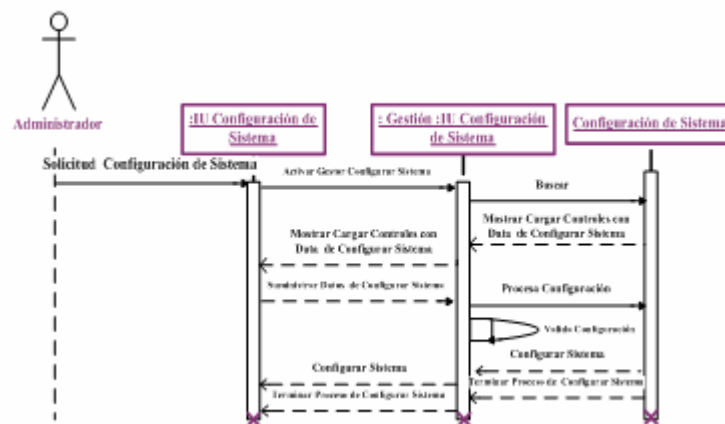 Administrador
:IU Configuración de
Sistema
: Gestión :IU Configuración
de Sistema
Configuración de Sistema
Solicitud Configuración de Sistema
Activar Gestor Configurar Sistema
Buscar
Mostrar Cargar Controles con
Data de Configurar Sistema
Mostrar Cargar Controles con
Data de Configurar Sistema
Suministrar Datos de Configurar Sistema
Procesa Configuración
Valida Configuración
Configurar Sistema
Configurar Sistema
Terminar Proceso de Configurar Sistema
Terminar Proceso de Configurar Sistema